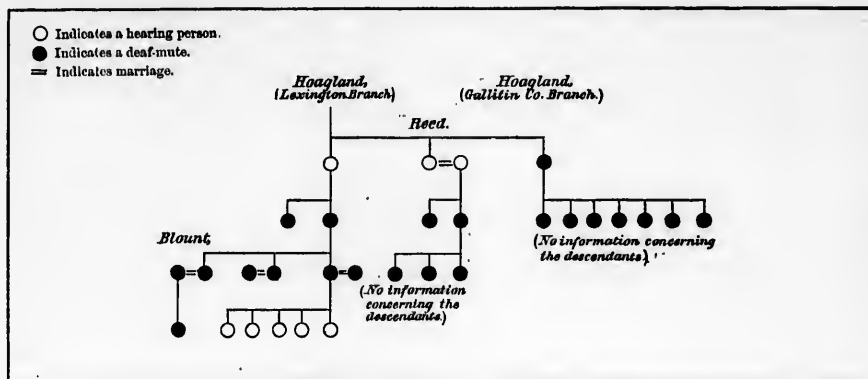 Indicates a hearing person.
Indicates a deaf-mute.
= Indicates marriage.
Hoagland,
(Lexington Branch)
Hoagland,
(Gallitin Co. Branch.)
Reed.
Blount,
(No information concerning
the descendants.)
(No information
concerning the
descendants.)